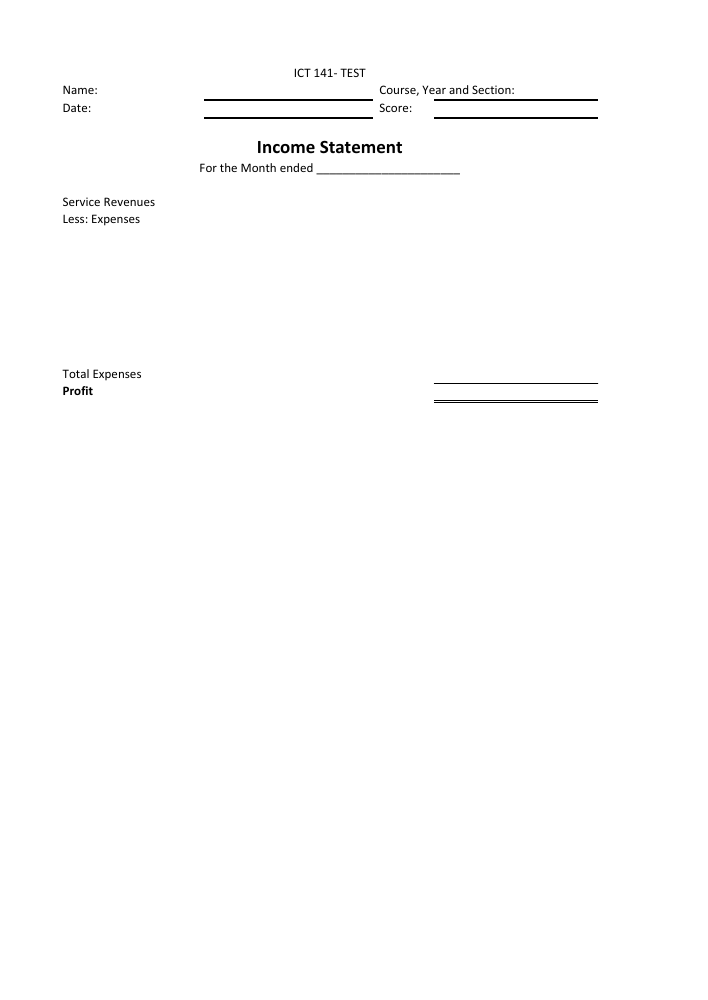 ICT 141- TEST
Name: Course, Year and Section:
Date: Score:
Income Statement
For the Month ended ______________________
Service Revenues
Less: Expenses
Total Expenses
Profit